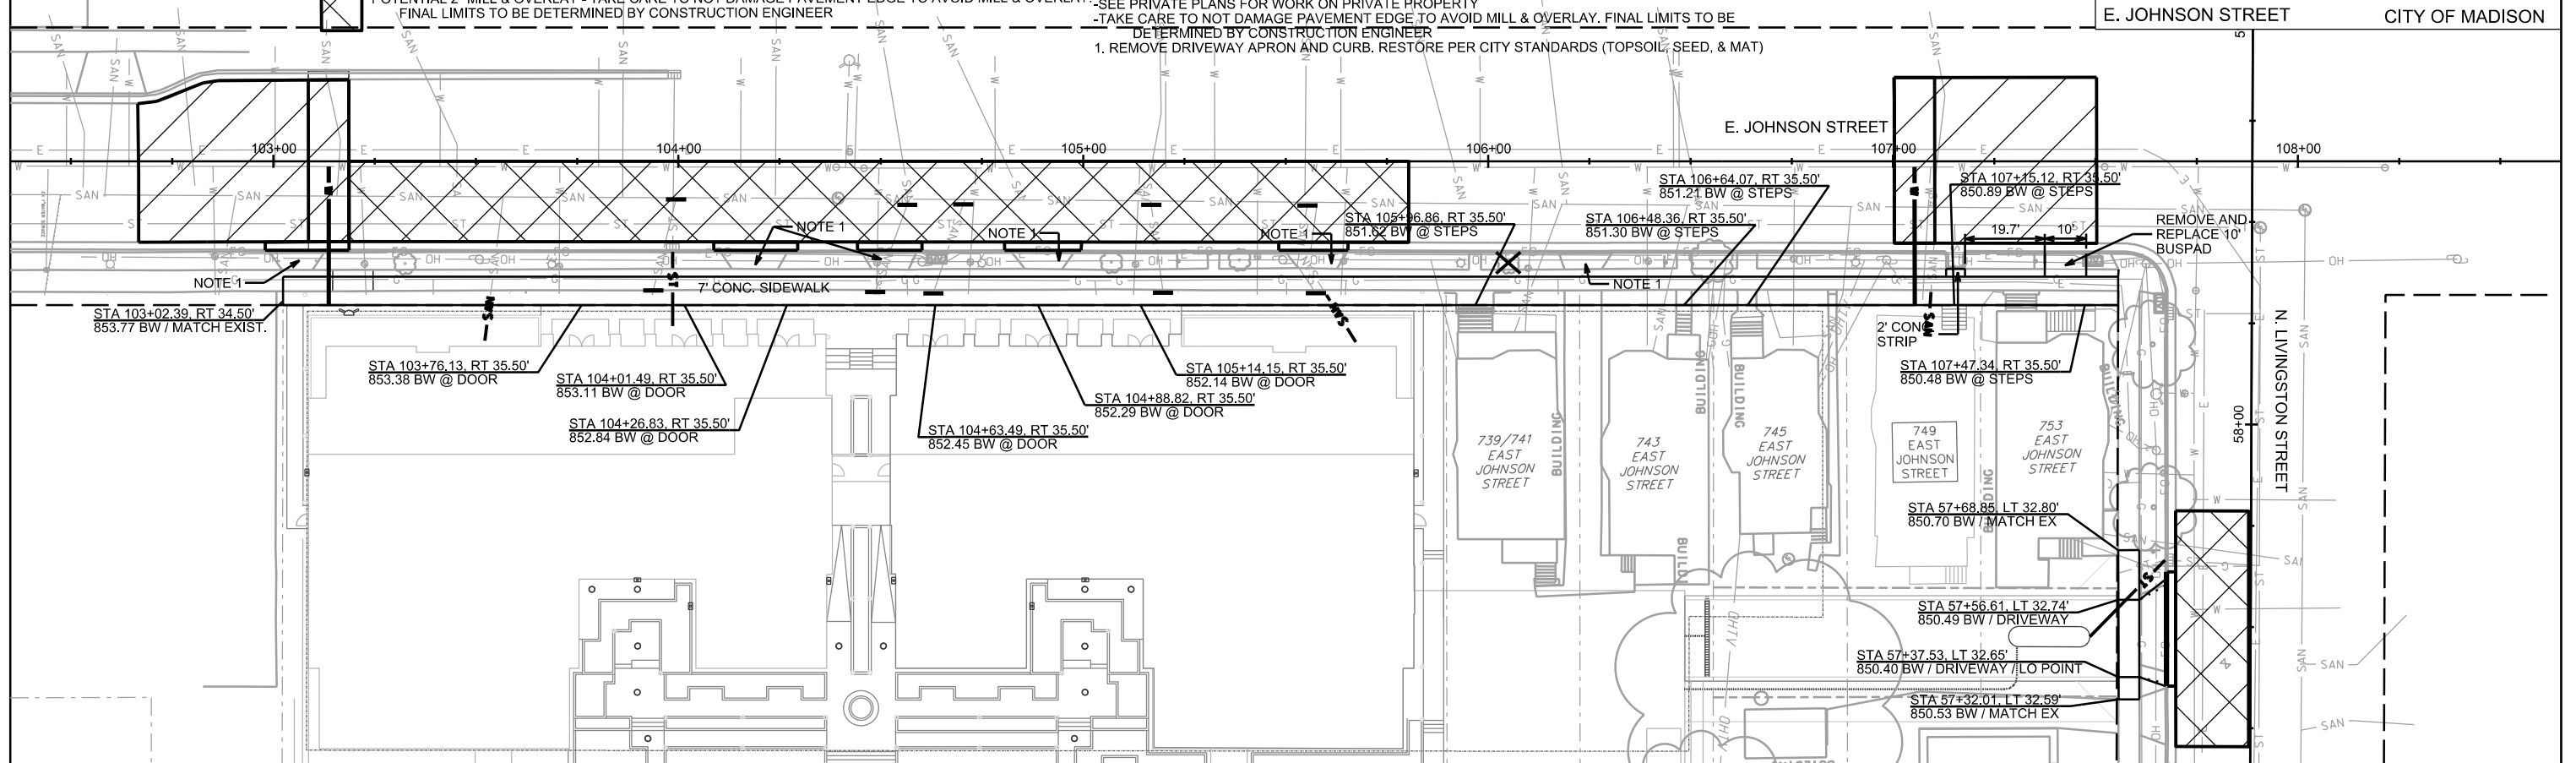 FINAL LIMITS TO BE DETERMINED BY CONSTRUCTION ENGINEER
-SEE PRIVATE PLANS FOR WORK ON PRIVATE PROPERTY
-TAKE CARE TO NOT DAMAGE PAVEMENT EDGE TO AVOID MILL & OVERLAY. FINAL LIMITS TO BE
DETERMINED BY CONSTRUCTION ENGINEER
1. REMOVE DRIVEWAY APRON AND CURB. RESTORE PER CITY STANDARDS (TOPSOIL, SEED, & MAT)
E. JOHNSON STREET
CITY OF MADISON
E. JOHNSON STREET
103+00
104+00
105+00
106+00
107+00
108+00
STA 106+64.07, RT 35.50'
851.21 BW @ STEPS
STA 107+15.12, RT 35.50'
850.89 BW @ STEPS
STA 105+96.86, RT 35.50'
851.62 BW @ STEPS
STA 106+48.36, RT 35.50'
851.30 BW @ STEPS
REMOVE AND
REPLACE 10'
BUSPAD
19.7'
10'
NOTE 1
NOTE 1
NOTE 1
NOTE 1
NOTE 1
7' CONC. SIDEWALK
STA 103+02.39, RT 34.50'
853.77 BW / MATCH EXIST.
STA 103+76.13, RT 35.50'
853.38 BW @ DOOR
STA 104+01.49, RT 35.50'
853.11 BW @ DOOR
STA 104+26.83, RT 35.50'
852.84 BW @ DOOR
STA 104+63.49, RT 35.50'
852.45 BW @ DOOR
STA 104+88.82, RT 35.50'
852.29 BW @ DOOR
STA 105+14.15, RT 35.50'
852.14 BW @ DOOR
2' CONC
STRIP
STA 107+47.34, RT 35.50'
850.48 BW @ STEPS
739/741
EAST
JOHNSON
STREET
BUILDING
743
EAST
JOHNSON
STREET
BUILDING
745
EAST
JOHNSON
STREET
BUILDING
749
EAST
JOHNSON
STREET
BUILDING
753
EAST
JOHNSON
STREET
BUILDING
N. LIVINGSTON STREET
58+00
STA 57+68.85, LT 32.80'
850.70 BW / MATCH EX
STA 57+56.61, LT 32.74'
850.49 BW / DRIVEWAY
STA 57+37.53, LT 32.65'
850.40 BW / DRIVEWAY / LO POINT
STA 57+32.01, LT 32.59'
850.53 BW / MATCH EX
OHTV
OHTV